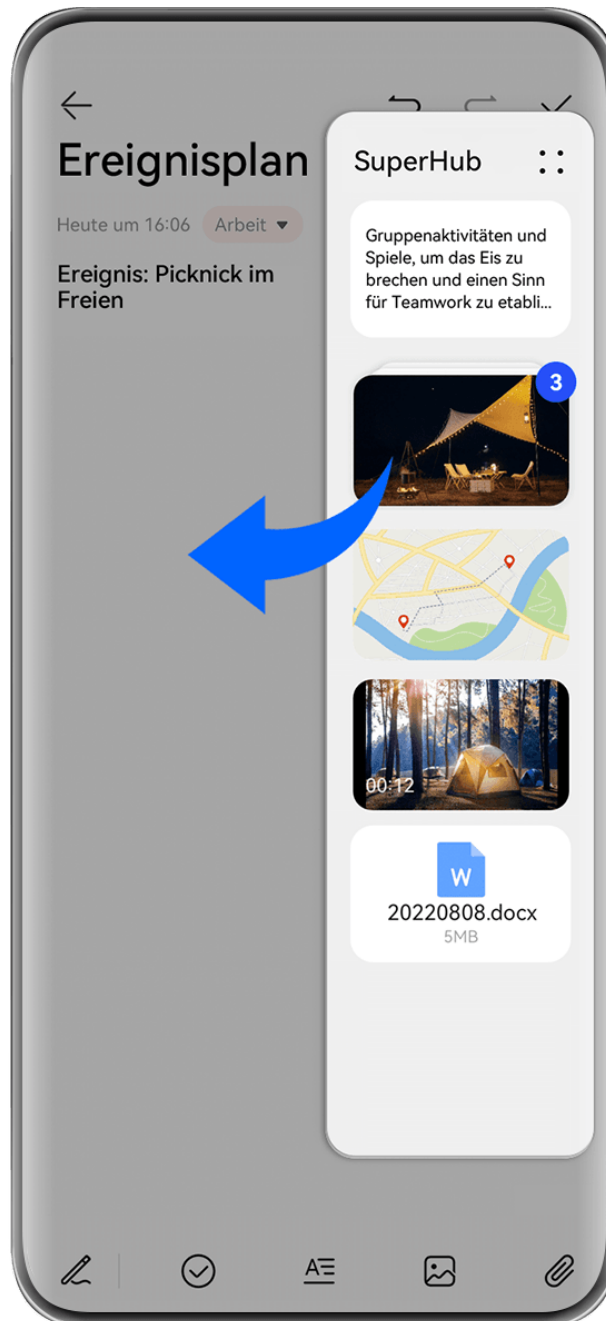 Ereignisplan
Heute um 16:06 Arbeit
Ereignis: Picknick im
Freien
SuperHub
Gruppenaktivitäten und
Spiele, um das Eis zu
brechen und einen Sinn
für Teamwork zu etabli...
3
00:12
W
20220808.docx
5MB
A